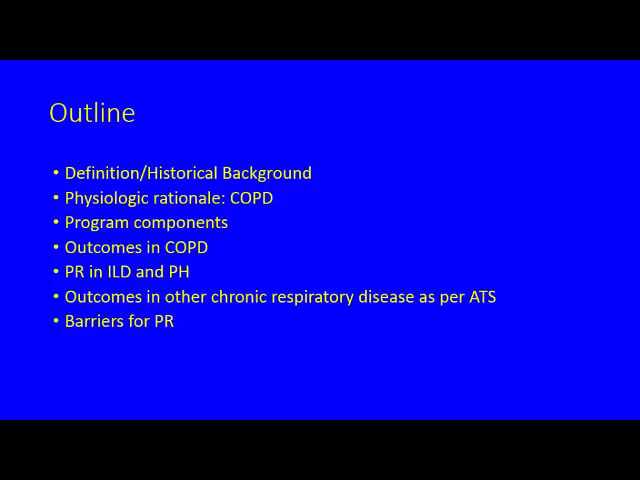 Outline
• Definition/Historical Background
• Physiologic rationale: COPD
• Program components
• Outcomes in COPD
• PR in ILD and PH
• Outcomes in other chronic respiratory disease as per ATS
• Barriers for PR